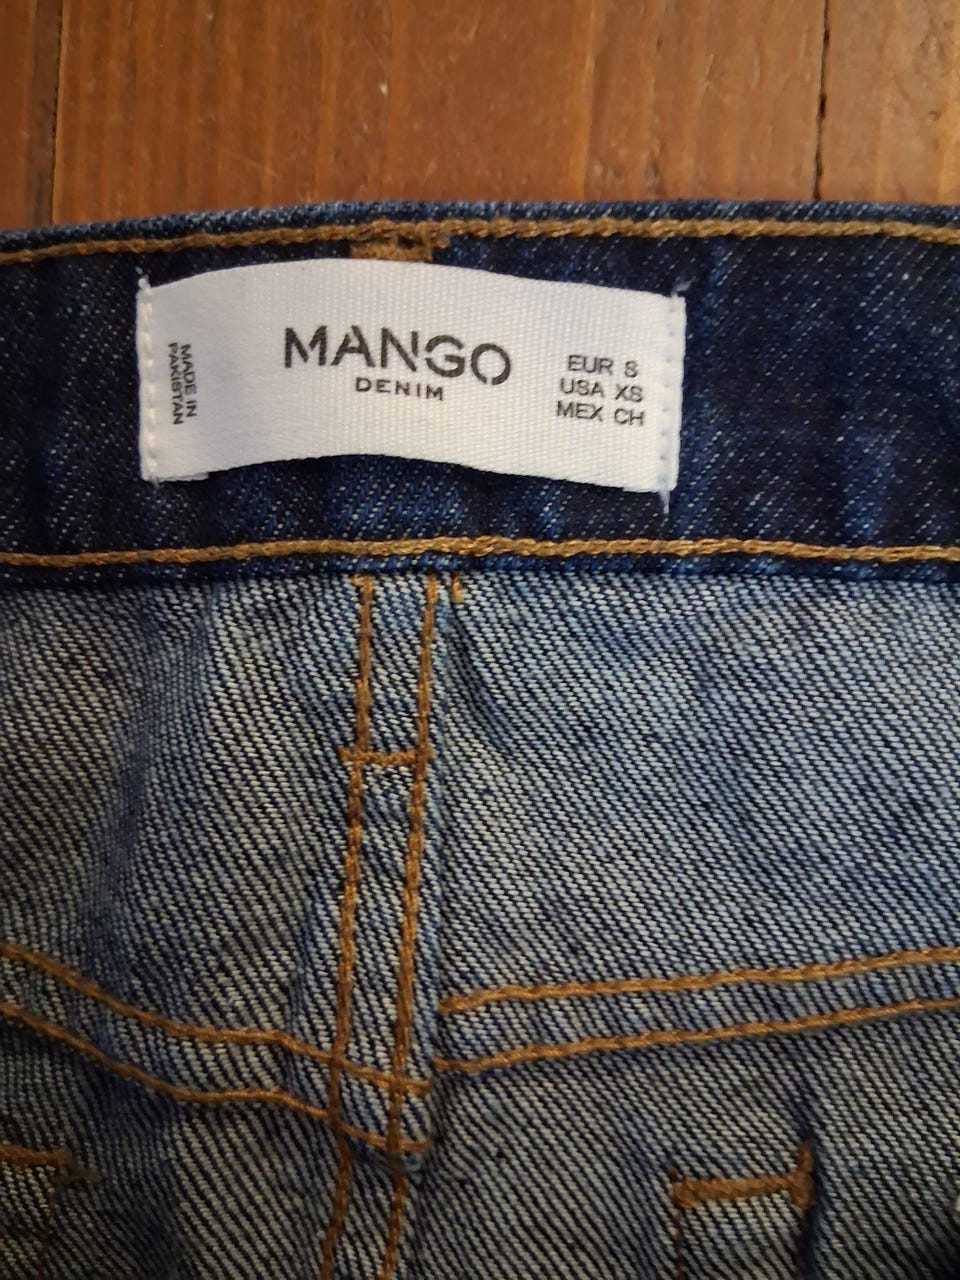 MADE IN
PAKISTAN
MANGO
DENIM
EUR S
USA XS
MEX CH